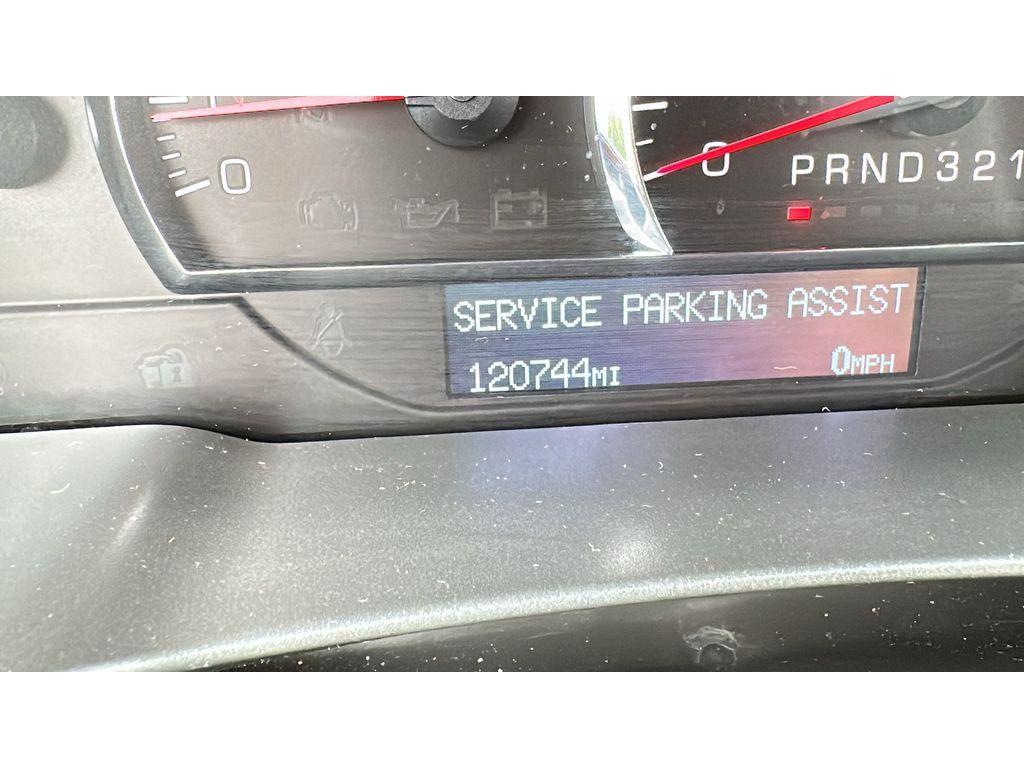 0
0
PRND321
SERVICE PARKING ASSIST
120744MI
0MPH